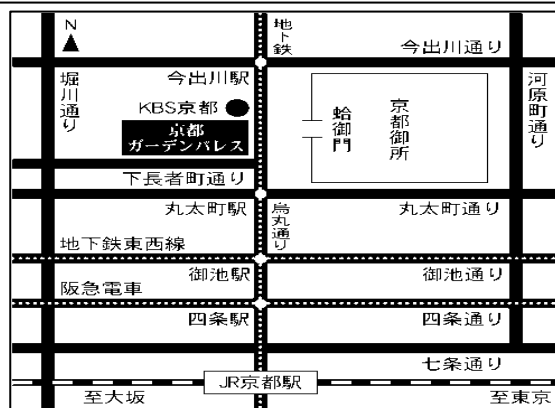 N
地下鉄
今出川通り
堀川通り
今出川駅
KBS京都
京都
ガーデンパレス
蛤御門
京都御所
河原町通り
下長者町通り
丸太町駅
烏丸通り
丸太町通り
地下鉄東西線
御池駅
御池通り
阪急電車
四条駅
四条通り
七条通り
JR京都駅
至大坂
至東京